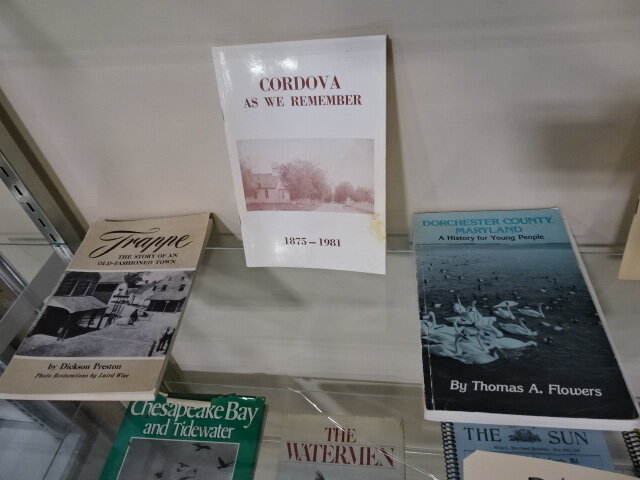 CORDOVA
AS WE REMEMBER
1875-1981
Trappe
THE STORY OF AN
OLD-FASHIONED TOWN
by Dickson Preston
Photo Restorations by Laird Wise
DORCHESTER COUNTY,
MARYLAND
A History for Young People
By Thomas A. Flowers
Chesapeake Bay
and Tidewater
THE
WATERMEN
THE SUN